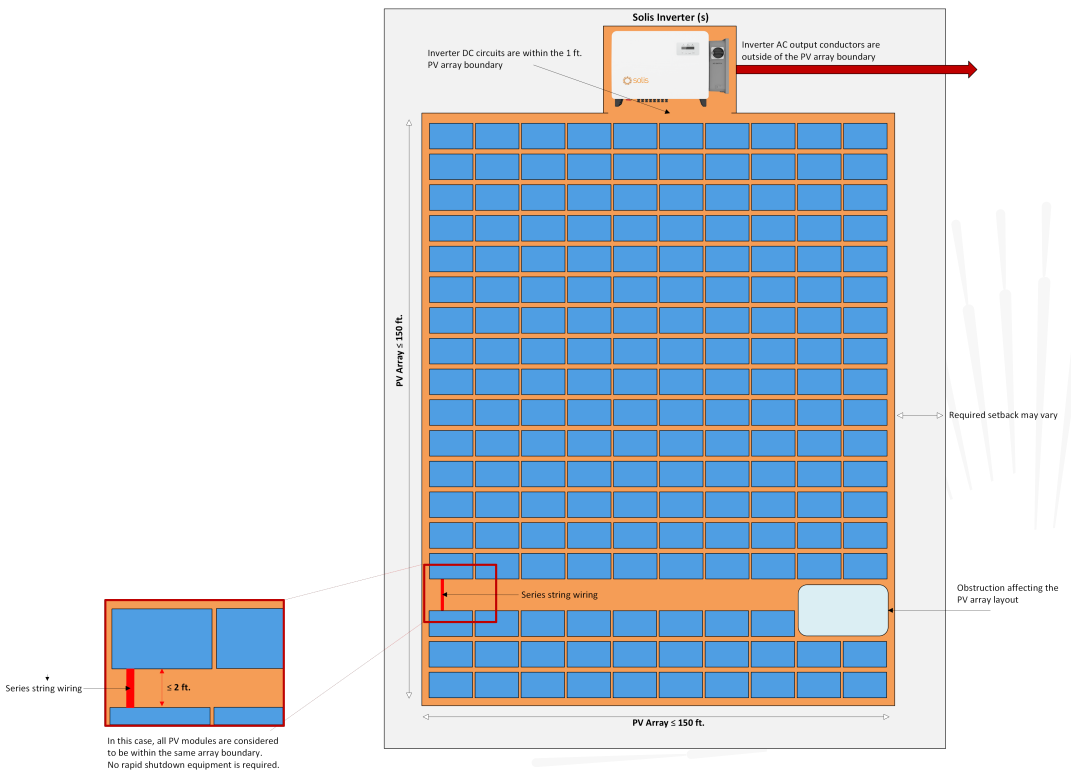 Solis Inverter (s)
Inverter DC circuits are within the 1 ft.
PV array boundary
Inverter AC output conductors are
outside of the PV array boundary
solis
PV Array ≤ 150 ft.
Required setback may vary
Series string wiring
Obstruction affecting the
PV array layout
Series string wiring
≤ 2 ft.
PV Array ≤ 150 ft.
In this case, all PV modules are considered
to be within the same array boundary.
No rapid shutdown equipment is required.